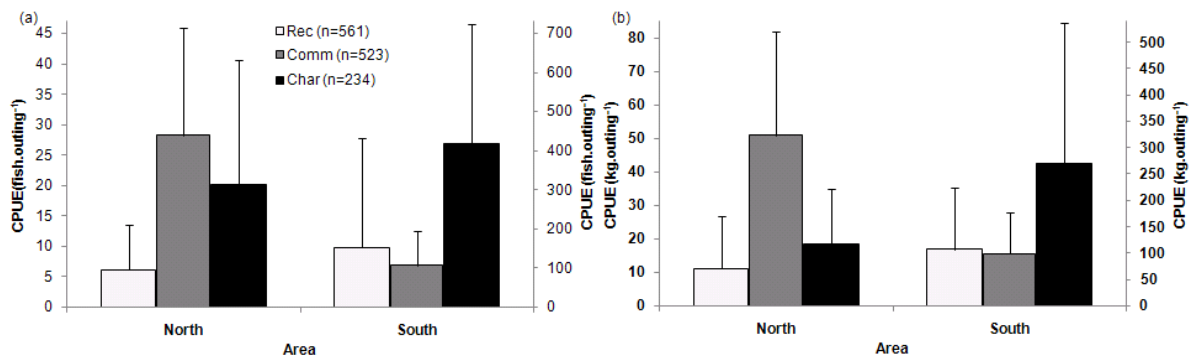 (a)
CPUE(fish.outing⁻¹)
45
40
35
30
25
20
15
10
5
0
Rec (n=561)
Comm (n=523)
Char (n=234)
700
600
500
400
300
200
100
0
CPUE (fish.outing⁻¹)
North South
Area
(b)
CPUE (kg.outing⁻¹)
80
70
60
50
40
30
20
10
0
500
450
400
350
300
250
200
150
100
50
0
CPUE (kg.outing⁻¹)
North South
Area